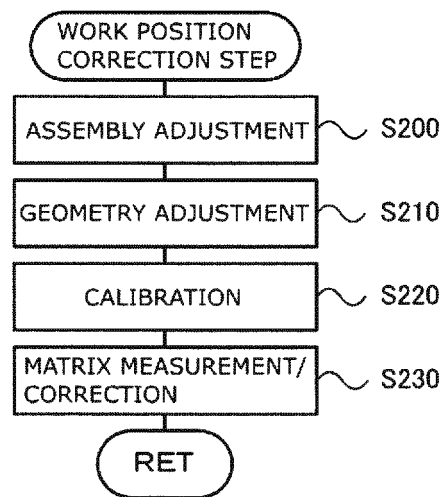 WORK POSITION
CORRECTION STEP
ASSEMBLY ADJUSTMENT S200
GEOMETRY ADJUSTMENT S210
CALIBRATION S220
MATRIX MEASUREMENT/
CORRECTION S230
RET